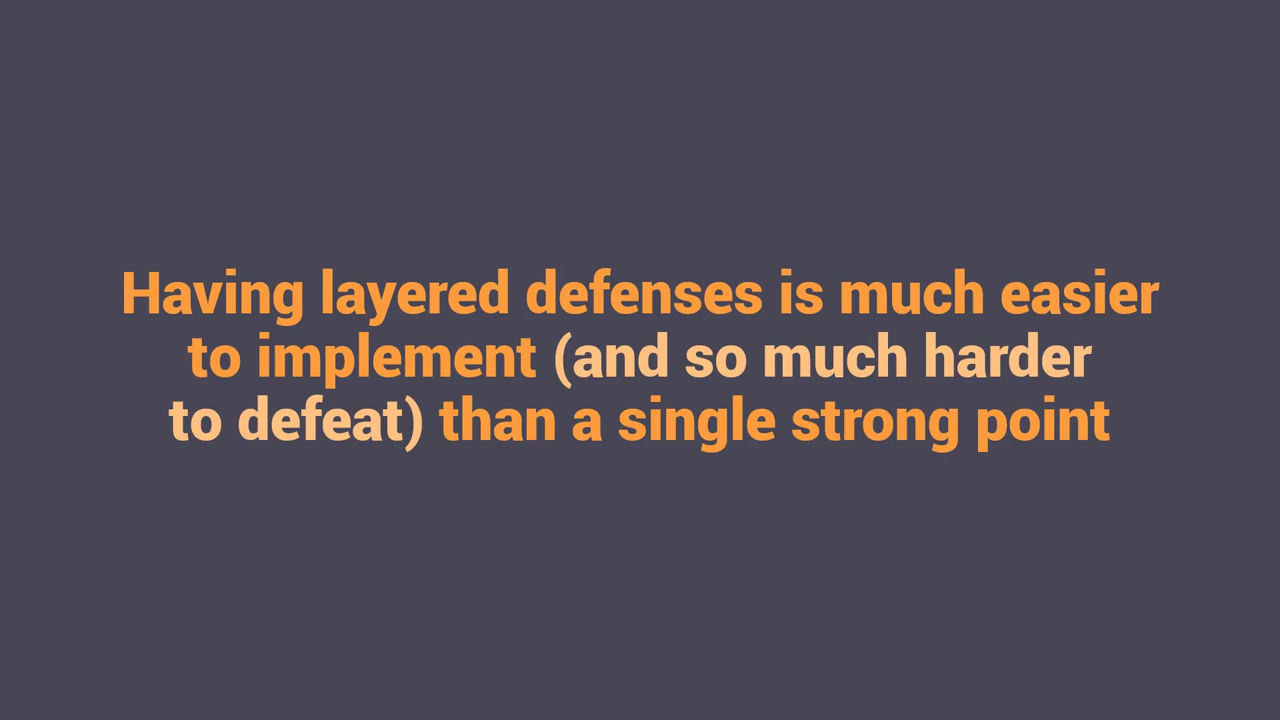 Having layered defenses is much easier
to implement (and so much harder
to defeat) than a single strong point